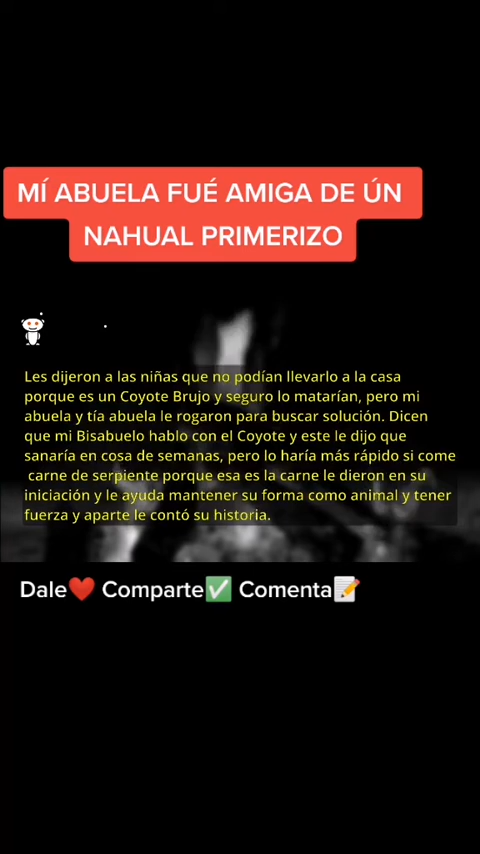 MÍ ABUELA FUÉ AMIGA DE ÚN
NAHUAL PRIMERIZO
Les dijeron a las niñas que no podían llevarlo a la casa
porque es un Coyote Brujo y seguro lo matarían, pero mi
abuela y tía abuela le rogaron para buscar solución. Dicen
que mi Bisabuelo hablo con el Coyote y este le dijo que
sanaría en cosa de semanas, pero lo haría más rápido si come
carne de serpiente porque esa es la carne le dieron en su
iniciación y le ayuda mantener su forma como animal y tener
fuerza y aparte le contó su historia.
Dale❤️ Comparte✅ Comenta📝